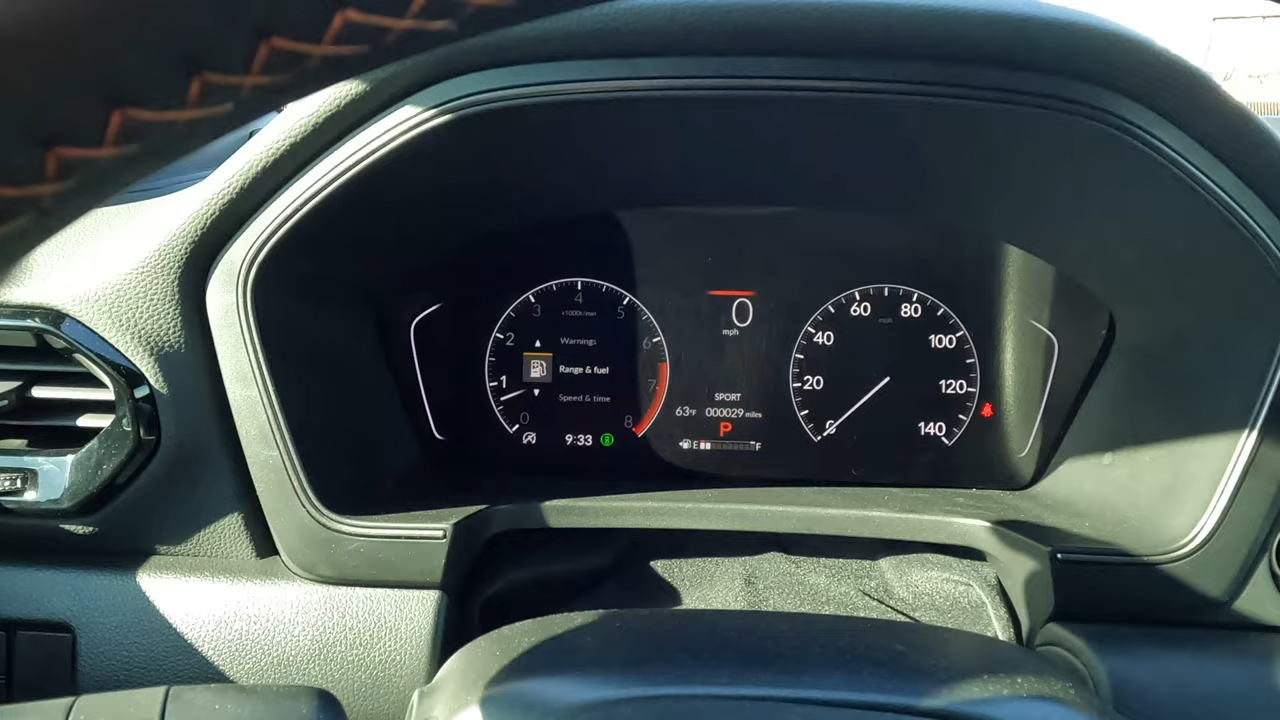 4
3
5
x1000r/min
2
6
Warnings
Range & fuel
1
7
Speed & time
0
8
9:33
A
0
mph
SPORT
63°F 000029 miles
P
E F
60 80
mph
40 100
20 120
0 140